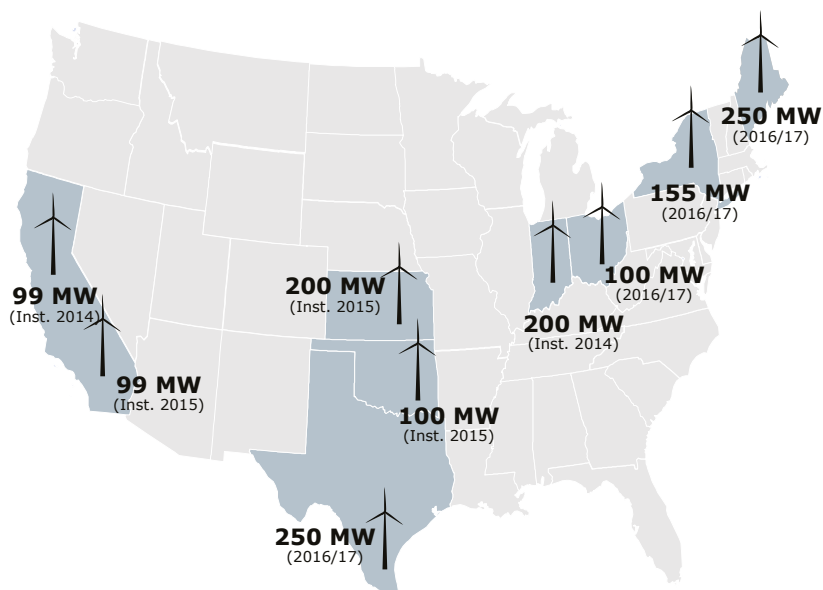 250 MW
(2016/17)
155 MW
(2016/17)
100 MW
(2016/17)
200 MW
(Inst. 2015)
99 MW
(Inst. 2014)
200 MW
(Inst. 2014)
99 MW
(Inst. 2015)
100 MW
(Inst. 2015)
250 MW
(2016/17)